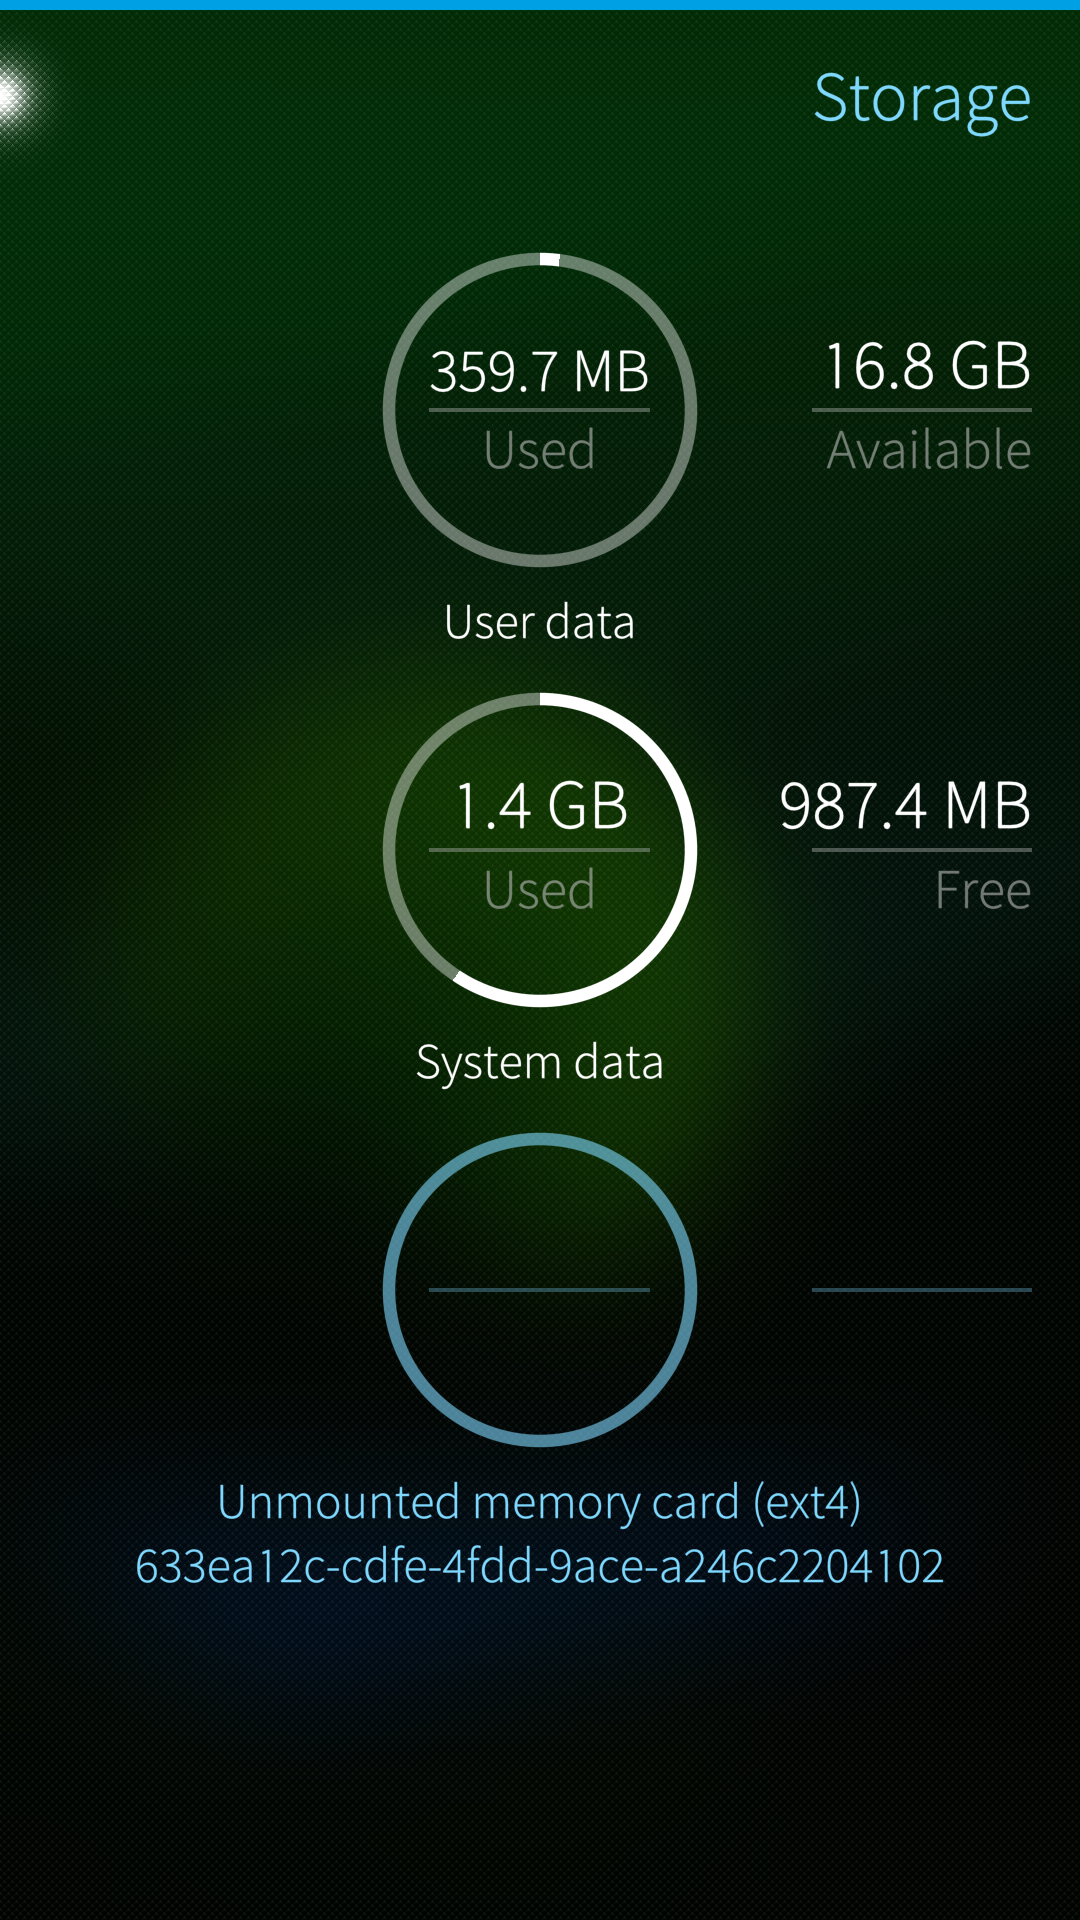 Storage
359.7 MB
Used
16.8 GB
Available
User data
1.4 GB
Used
987.4 MB
Free
System data
Unmounted memory card (ext4)
633ea12c-cdfe-4fdd-9ace-a246c2204102